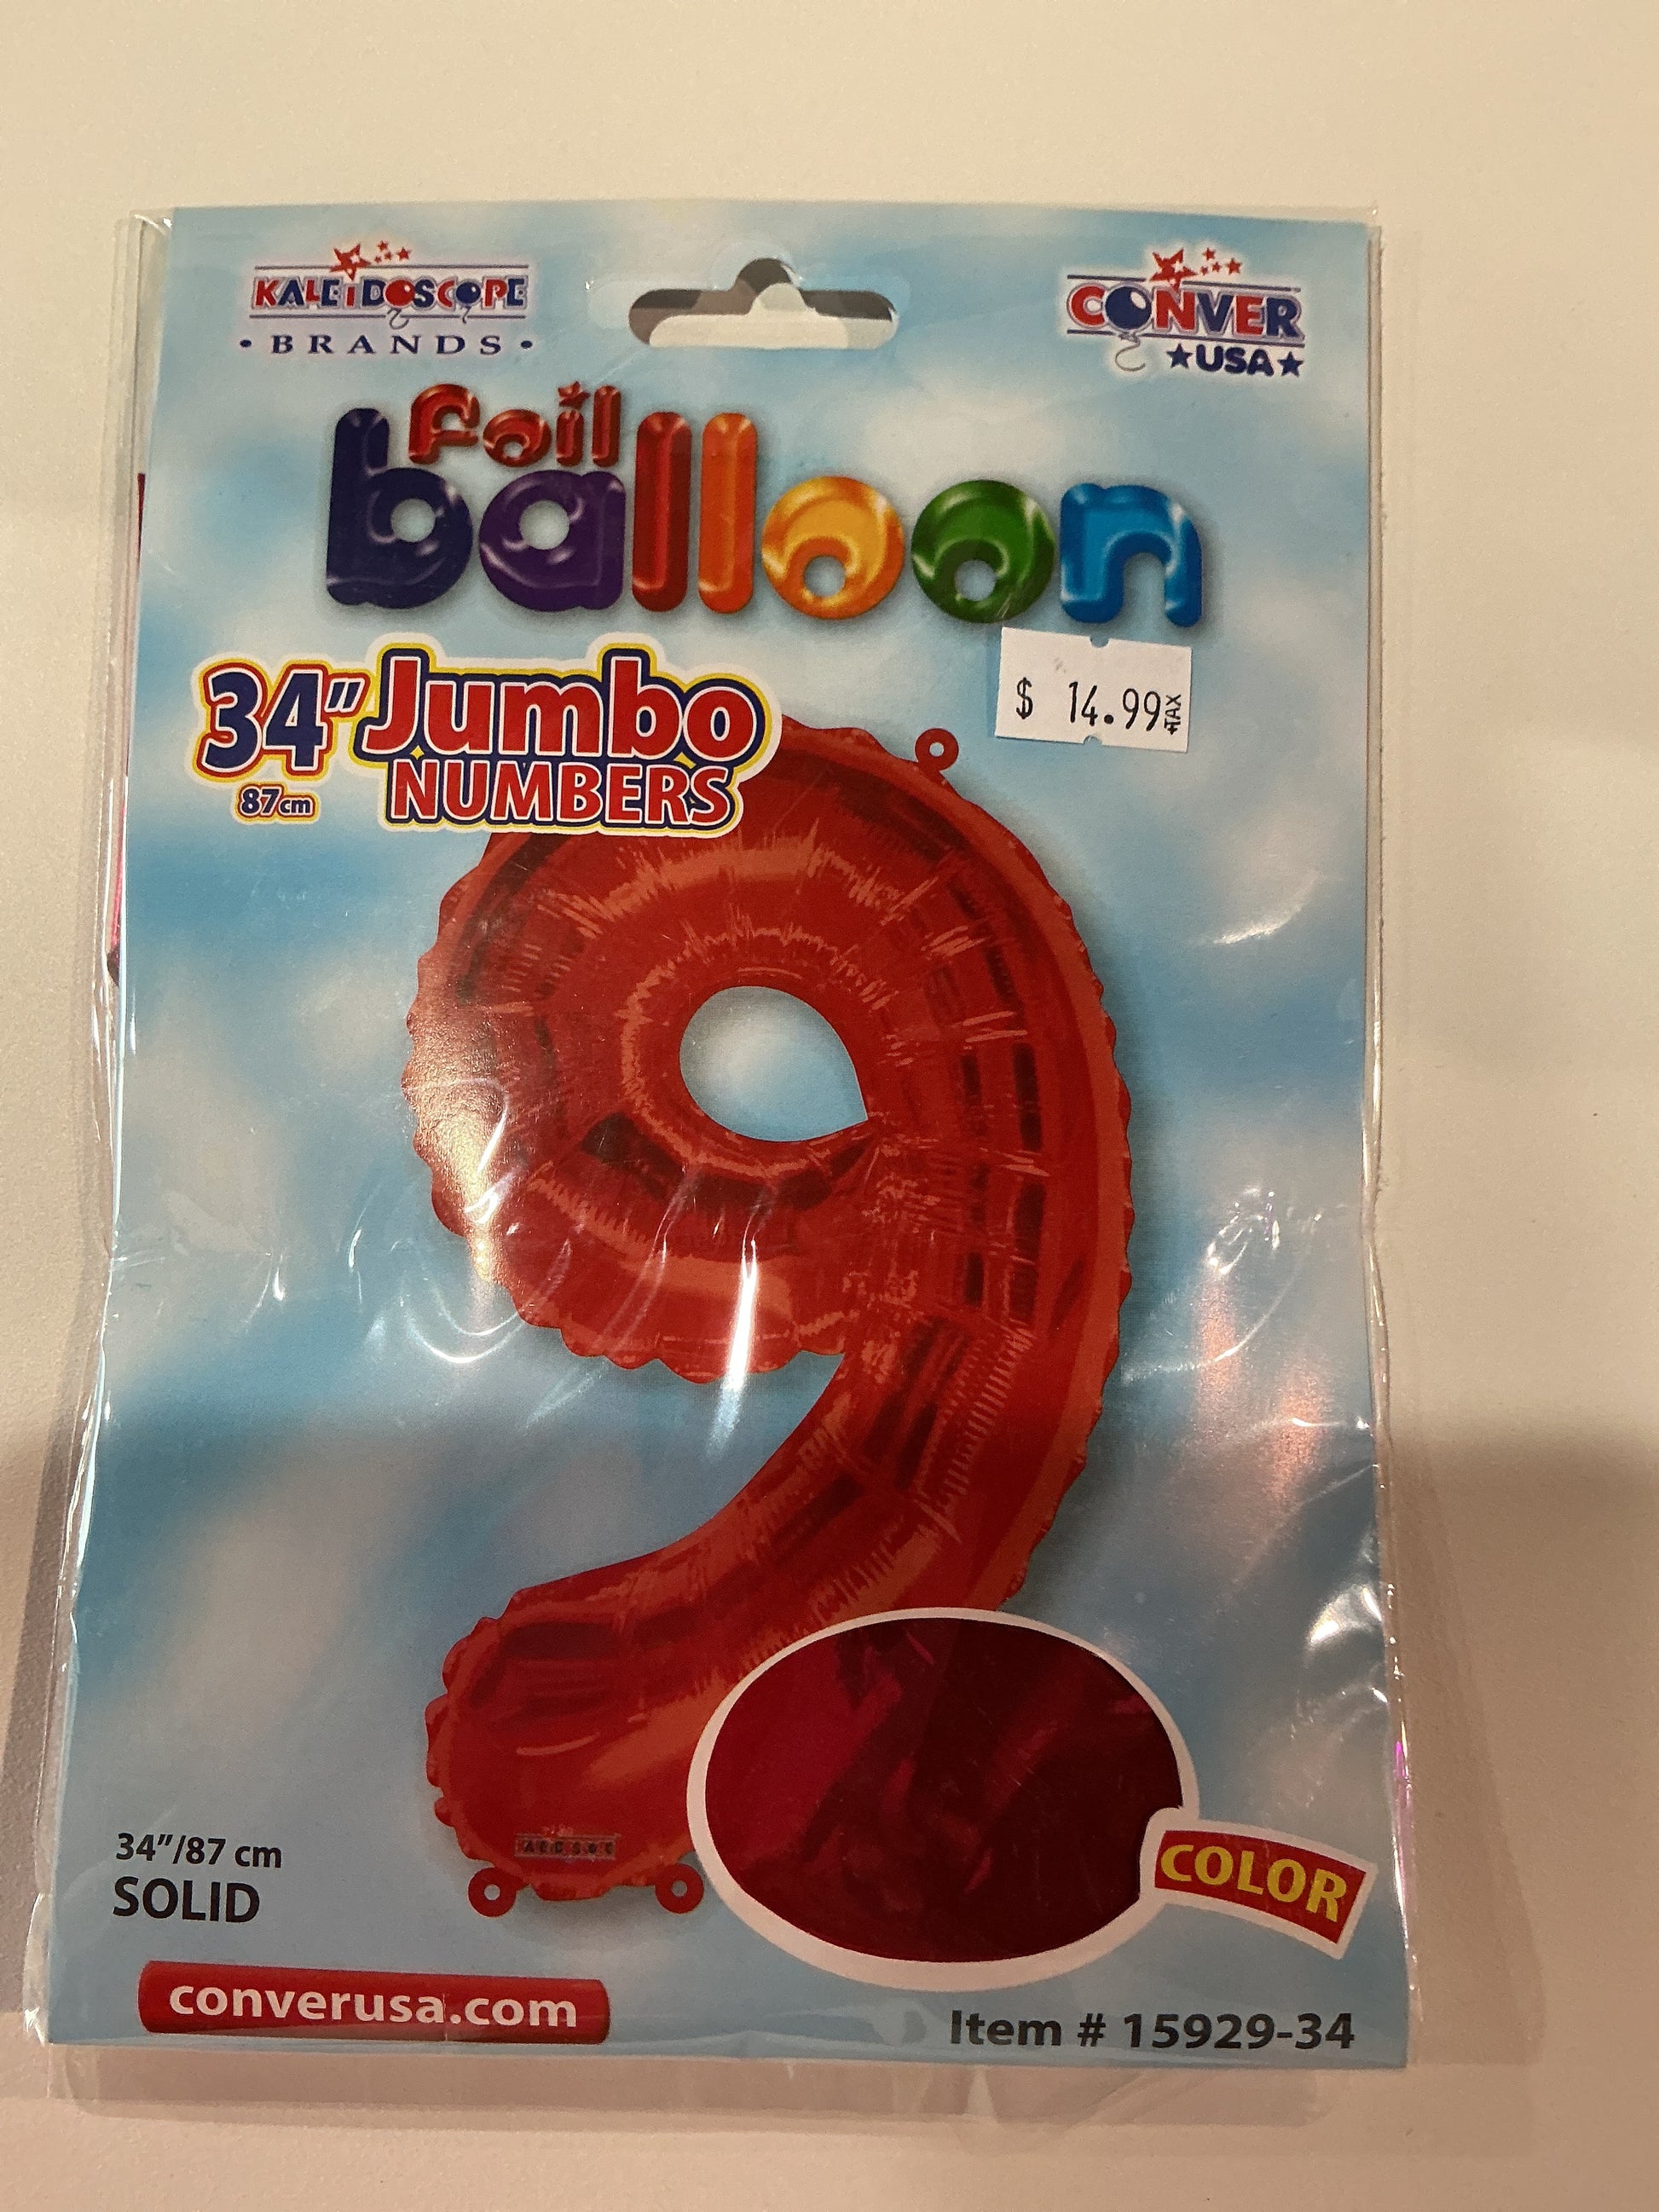 KALEIDOSCOPE
• BRANDS •
CONVER
★USA★
foil
balloon
$ 14.99 +TAX
34" Jumbo
87cm NUMBERS
9
34"/87 cm
SOLID
COLOR
converusa.com
Item # 15929-34